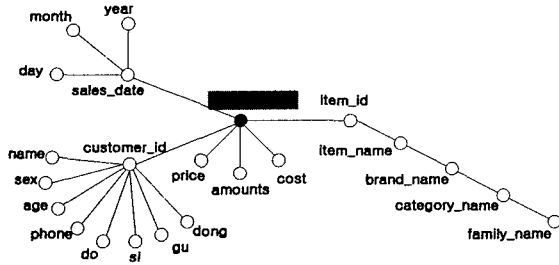 year
month
day
sales_date
item_id
customer_id
item_name
name
price
cost
sex
amounts
brand_name
age
category_name
phone
dong
do
si
gu
family_name